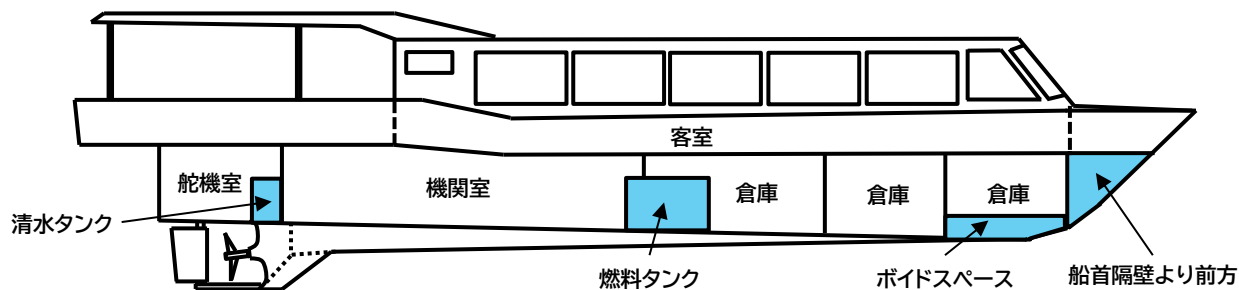 客室
舵機室
機関室
倉庫
倉庫
倉庫
清水タンク
燃料タンク
ボイドスペース
船首隔壁より前方